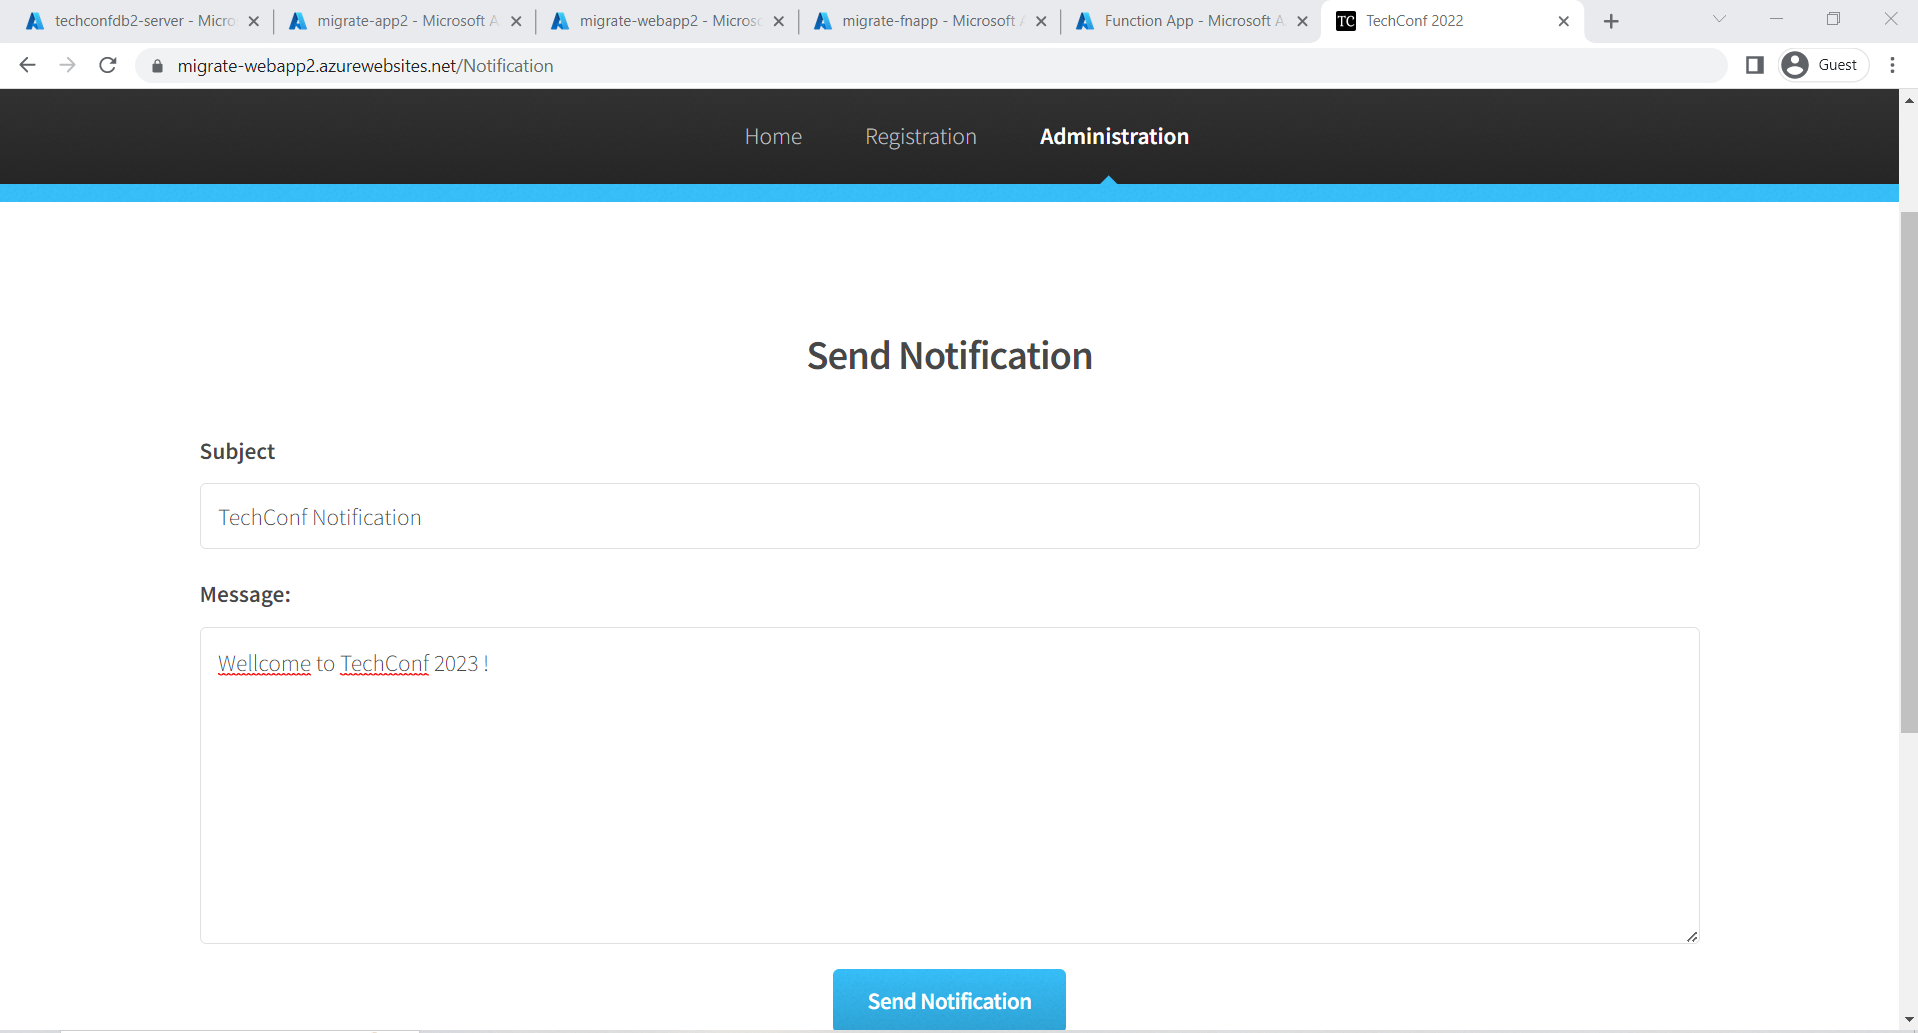 techconfdb2-server - Micro
migrate-app2 - Microsoft A
migrate-webapp2 - Microsc
migrate-fnapp - Microsoft A
Function App - Microsoft A
TC TechConf 2022
migrate-webapp2.azurewebsites.net/Notification
Guest
Home Registration Administration
Send Notification
Subject
TechConf Notification
Message:
Wellcome to TechConf 2023 !
Send Notification